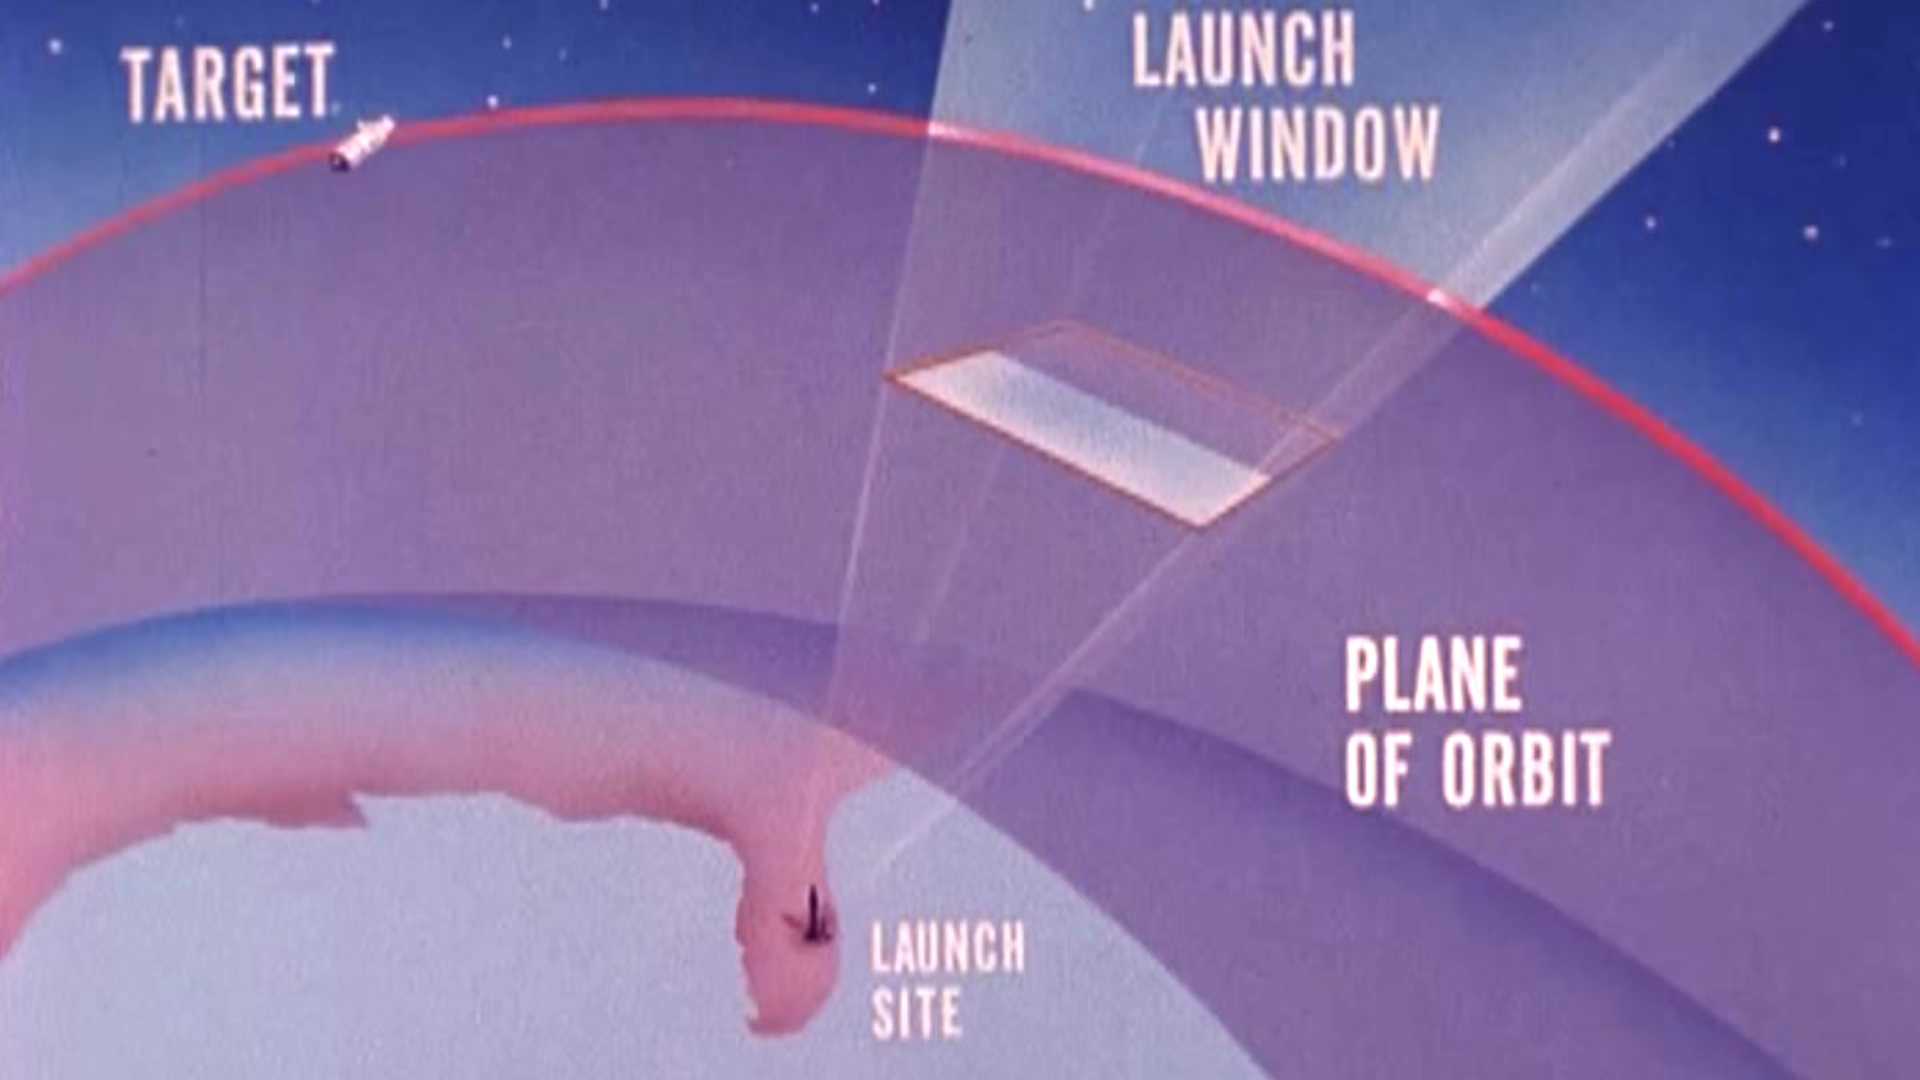 TARGET
LAUNCH
WINDOW
PLANE
OF ORBIT
LAUNCH
SITE